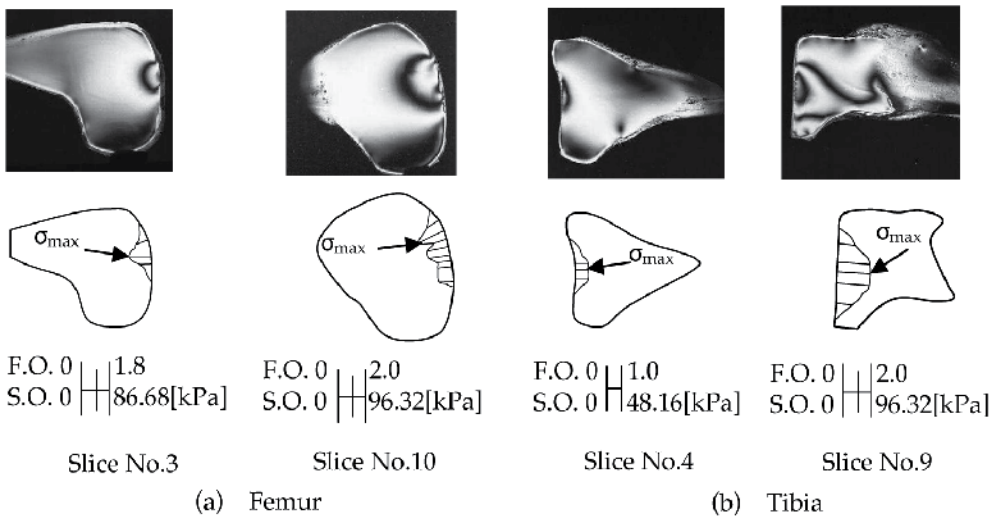 σmax
σmax
σmax
σmax
F.O. 0 1.8
S.O. 0 86.68[kPa]
F.O. 0 2.0
S.O. 0 96.32[kPa]
F.O. 0 1.0
S.O. 0 48.16[kPa]
F.O. 0 2.0
S.O. 0 96.32[kPa]
Slice No.3
Slice No.10
Slice No.4
Slice No.9
(a) Femur
(b) Tibia